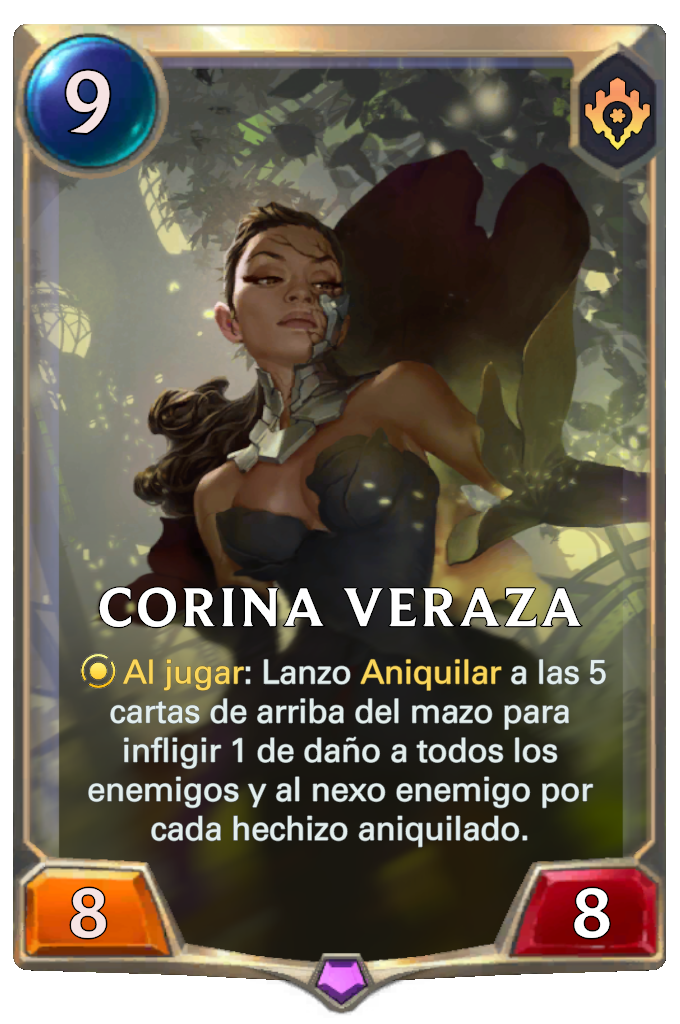 9
CORINA VERAZA
Al jugar: Lanzo Aniquilar a las 5
cartas de arriba del mazo para
infligir 1 de daño a todos los
enemigos y al nexo enemigo por
cada hechizo aniquilado.
8
8